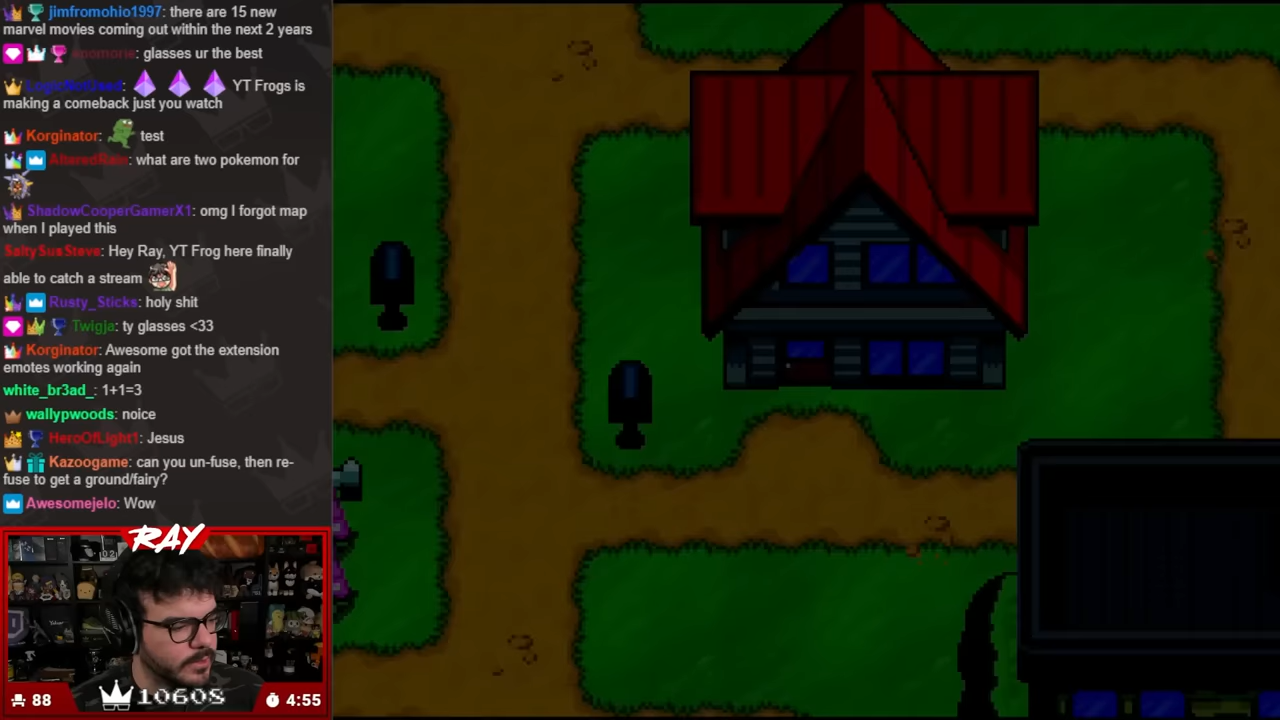 jimfromohio1997: there are 15 new
marvel movies coming out within the next 2 years
enomorie: glasses ur the best
LogicNotUsed: YT Frogs is
making a comeback just you watch
Korginator: test
AlteredRain: what are two pokemon for
ShadowCooperGamerX1: omg I forgot map
when I played this
SaltySusSteve: Hey Ray, YT Frog here finally
able to catch a stream
Rusty_Sticks: holy shit
Twigja: ty glasses <33
Korginator: Awesome got the extension
emotes working again
white_br3ad_: 1+1=3
wallypwoods: noice
HeroOfLight1: Jesus
Kazoogame: can you un-fuse, then re-
fuse to get a ground/fairy?
Awesomejelo: Wow
RAY
88
10608
4:55